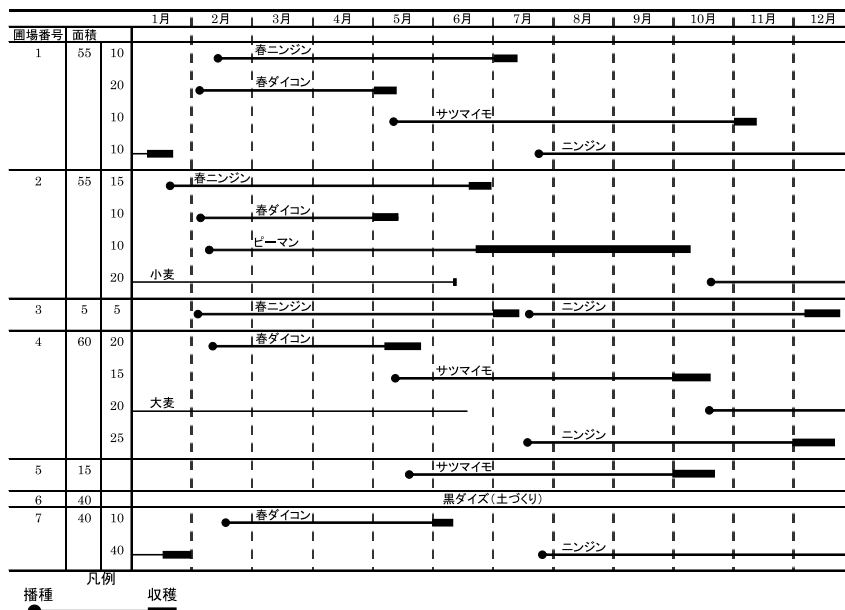 1月 2月 3月 4月 5月 6月 7月 8月 9月 10月 11月 12月
圃場番号 面積
1 55 10 春ニンジン
20 春ダイコン
10 サツマイモ
10 ニンジン
2 55 15 春ニンジン
10 春ダイコン
10 ピーマン
20 小麦
3 5 5 春ニンジン ニンジン
4 60 20 春ダイコン
15 サツマイモ
20 大麦
25 ニンジン
5 15 サツマイモ
6 40 黒ダイズ(土づくり)
7 40 10 春ダイコン
40 ニンジン
凡例
播種 収穫